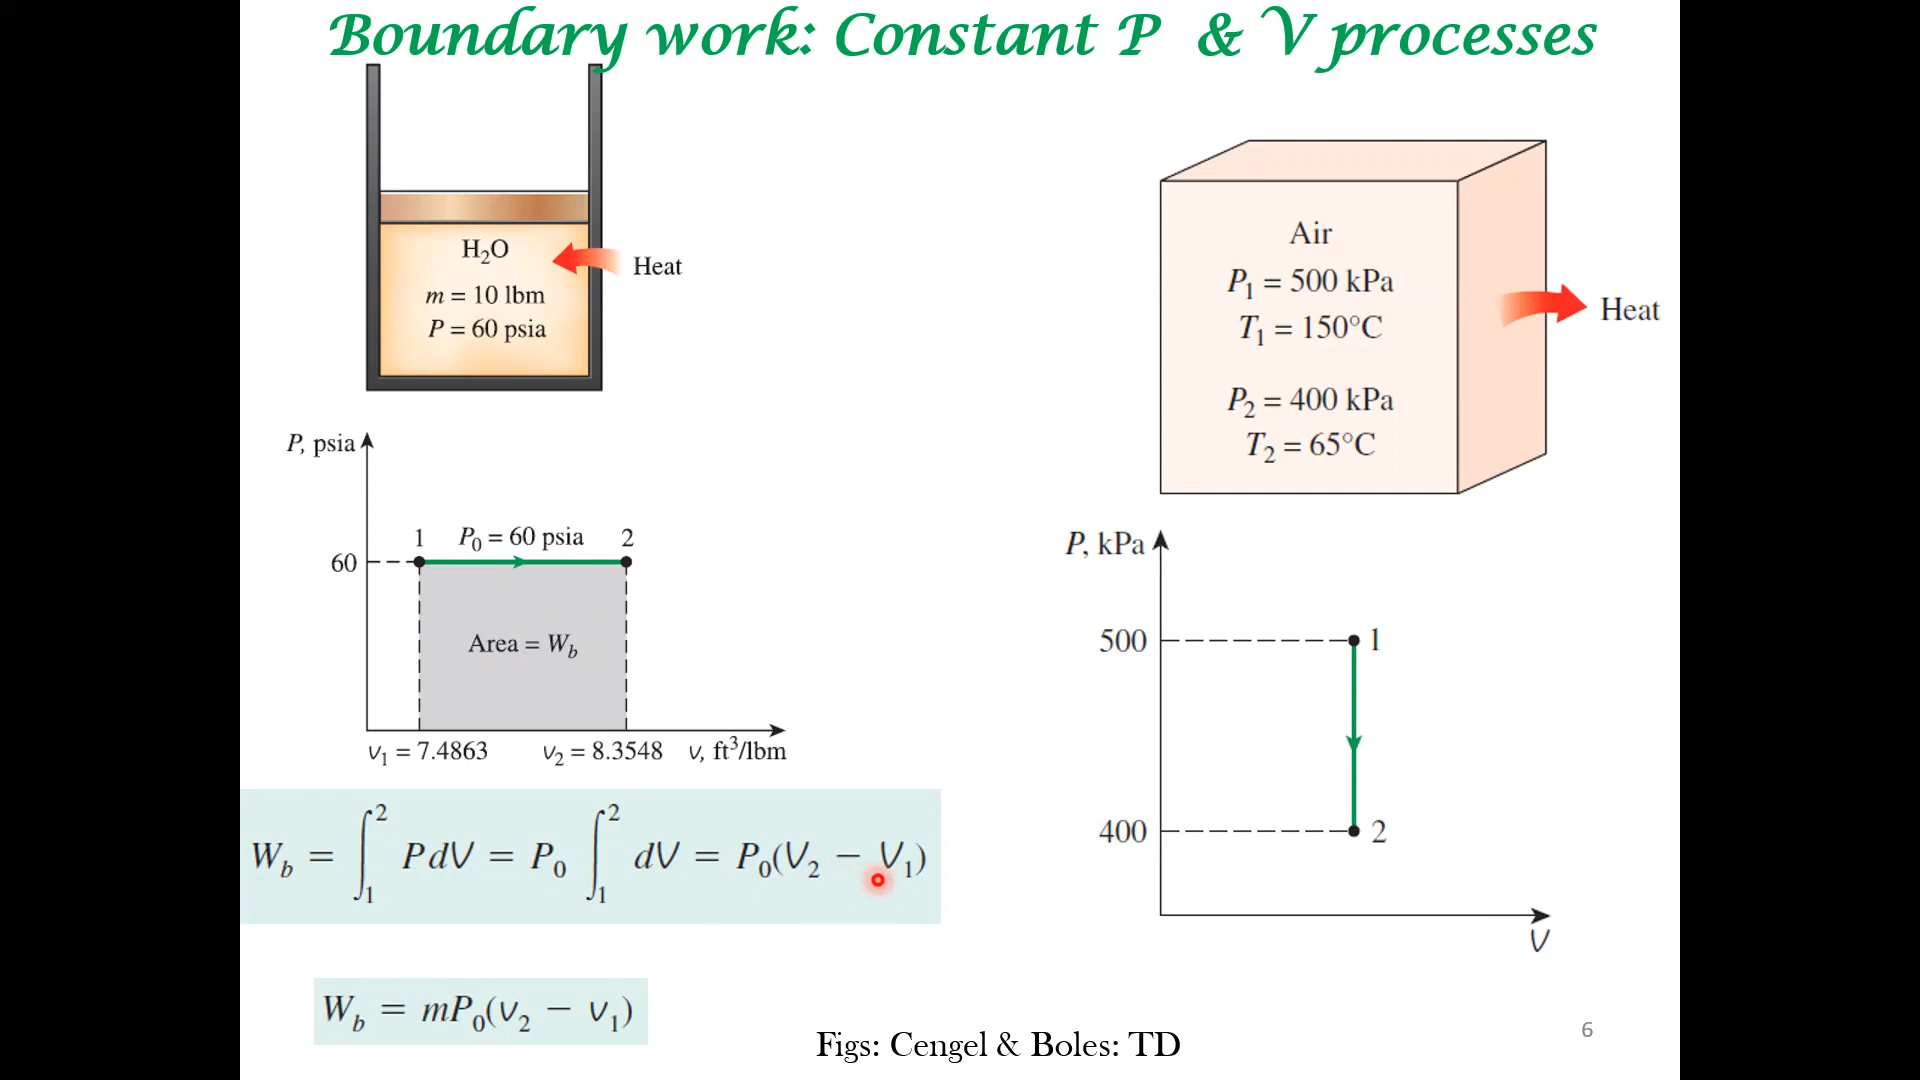 Boundary work: Constant P & V processes
H₂O
m = 10 lbm
P = 60 psia
Heat
P, psia
1 P₀ = 60 psia 2
60
Area = W_b
v₁ = 7.4863 v₂ = 8.3548 v, ft³/lbm
W_b = ∫₁² P dV = P₀ ∫₁² dV = P₀(V₂ − V₁)
W_b = mP₀(v₂ − v₁)
Air
P₁ = 500 kPa
T₁ = 150°C
P₂ = 400 kPa
T₂ = 65°C
Heat
P, kPa
500 1
400 2
V
Figs: Cengel & Boles: TD
6